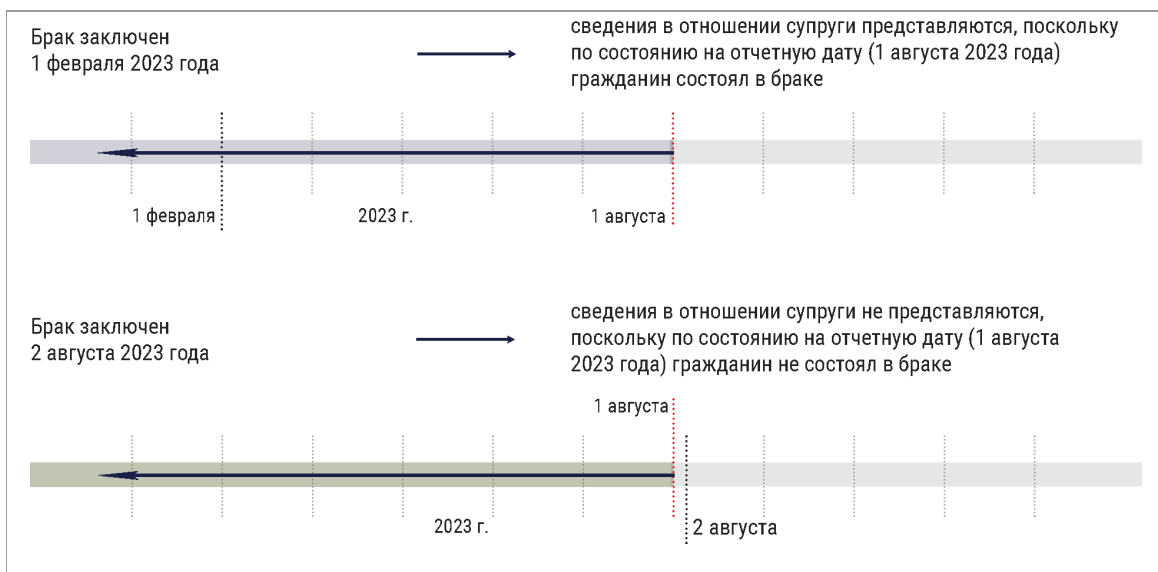 Брак заключен
1 февраля 2023 года
сведения в отношении супруги представляются, поскольку
по состоянию на отчетную дату (1 августа 2023 года)
гражданин состоял в браке
1 февраля
2023 г.
1 августа
Брак заключен
2 августа 2023 года
сведения в отношении супруги не представляются,
поскольку по состоянию на отчетную дату (1 августа
2023 года) гражданин не состоял в браке
1 августа
2023 г.
2 августа